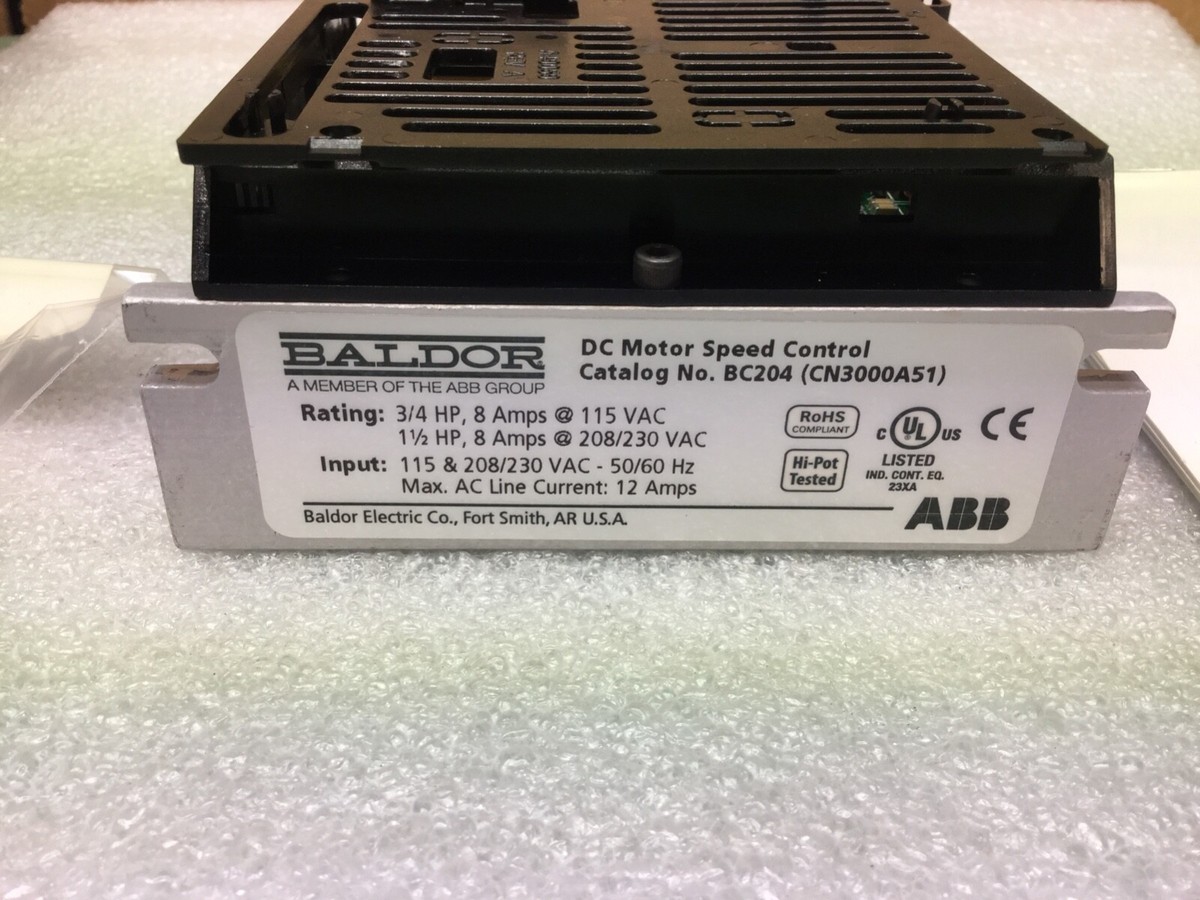 BALDOR
A MEMBER OF THE ABB GROUP
DC Motor Speed Control
Catalog No. BC204 (CN3000A51)
Rating: 3/4 HP, 8 Amps @ 115 VAC
1½ HP, 8 Amps @ 208/230 VAC
Input: 115 & 208/230 VAC - 50/60 Hz
Max. AC Line Current: 12 Amps
RoHS
COMPLIANT
Hi-Pot
Tested
C UL US
LISTED
IND. CONT. EQ.
23XA
CE
Baldor Electric Co., Fort Smith, AR U.S.A.
ABB